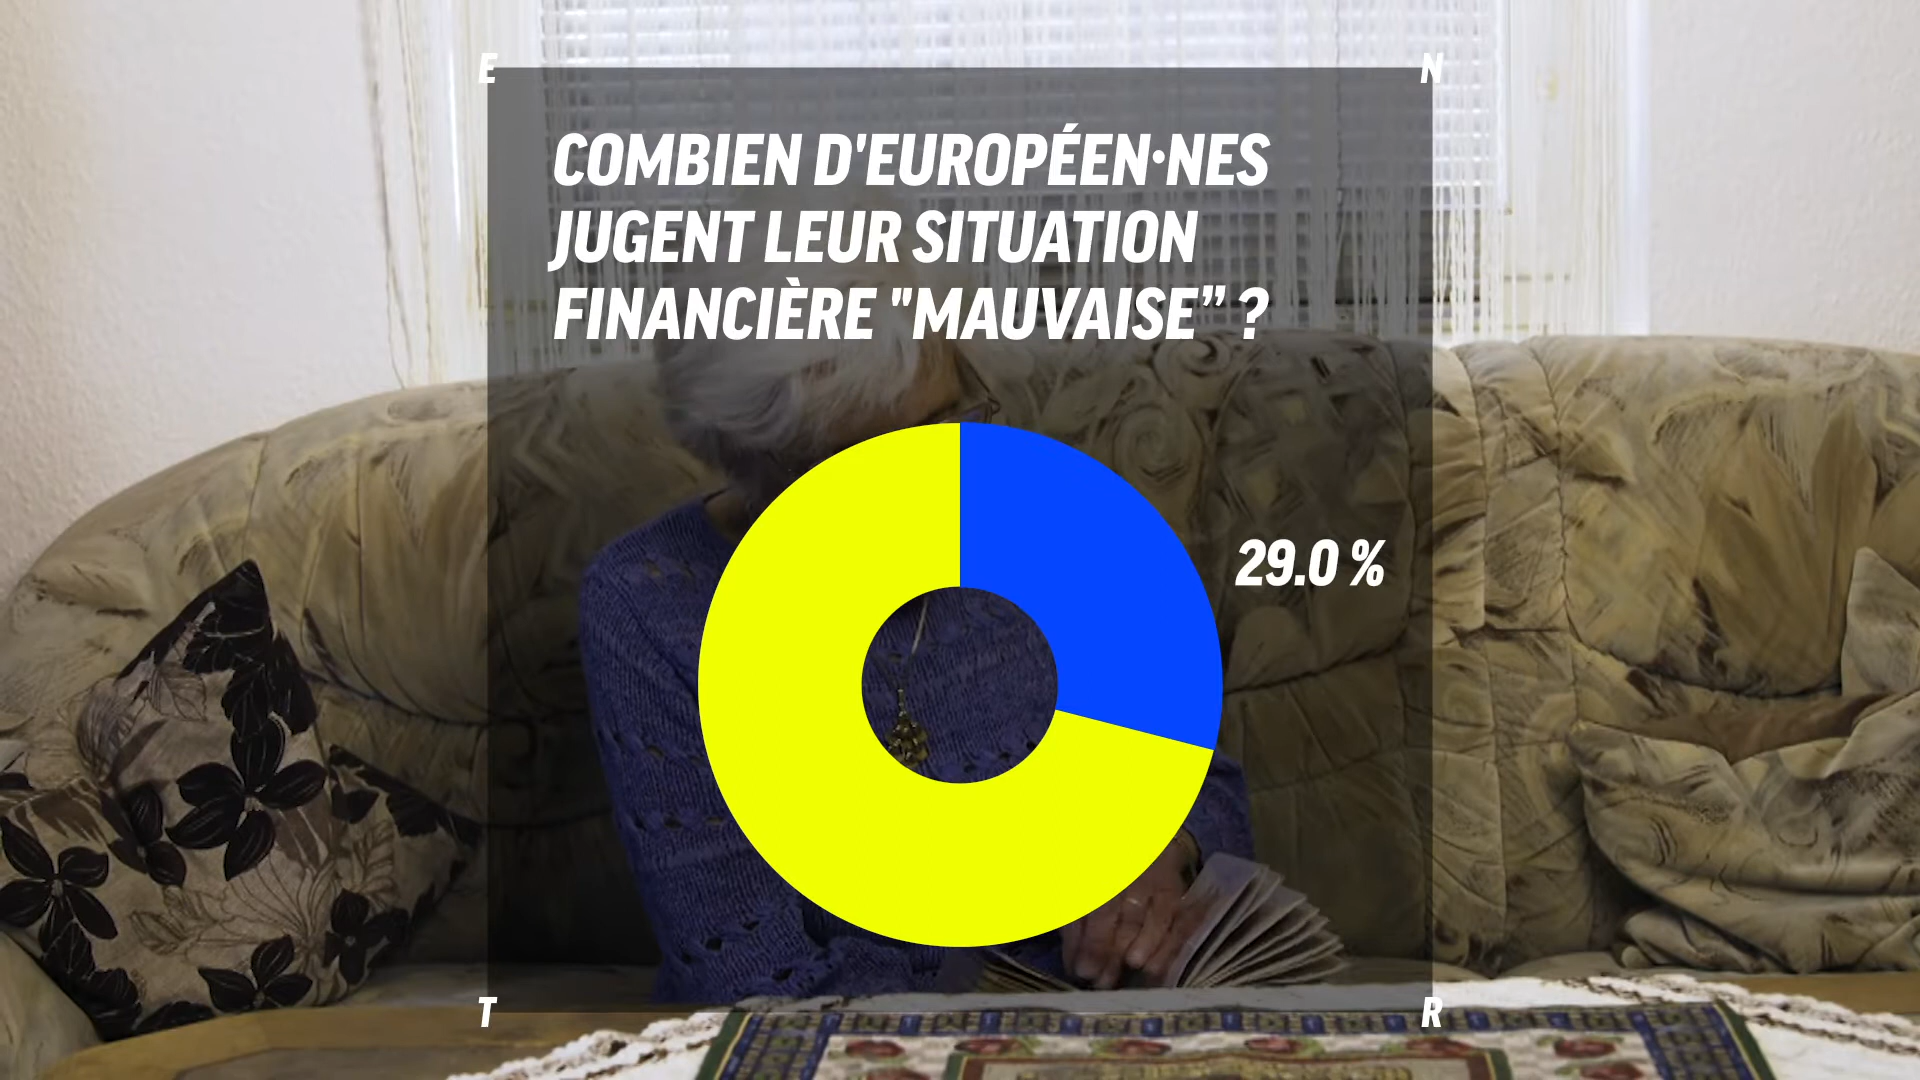 E N
COMBIEN D'EUROPÉEN·NES
JUGENT LEUR SITUATION
FINANCIÈRE "MAUVAISE” ?
29.0 %
T R